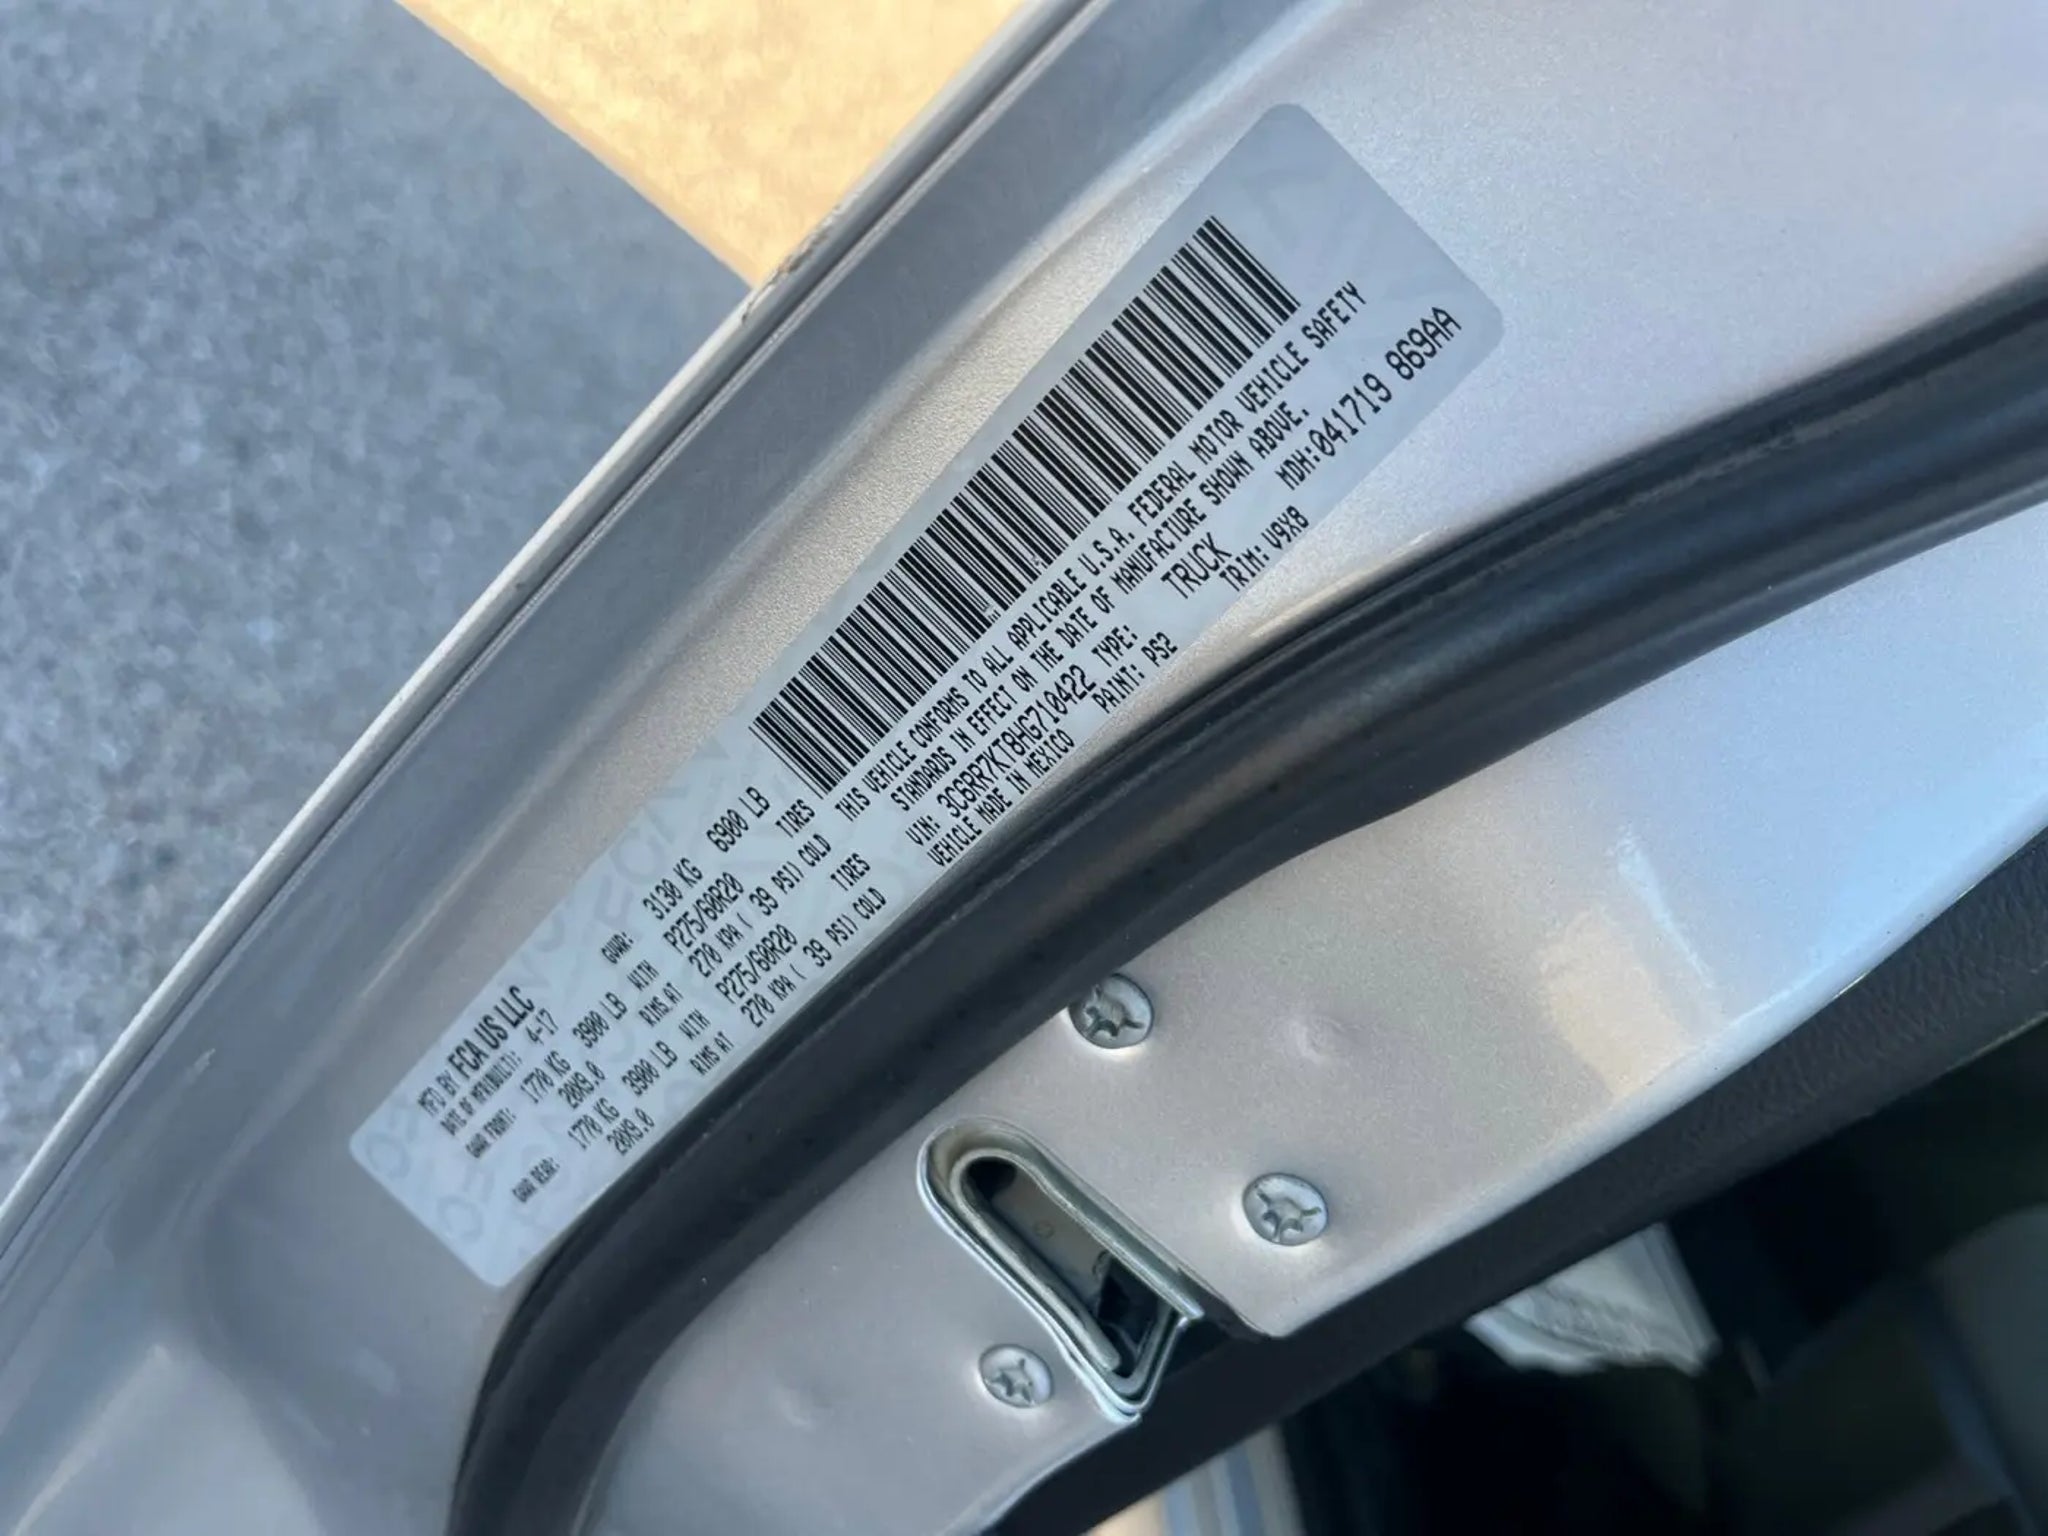 MFD BY FCA US LLC
DATE OF MFR(BUILT): 4-17 GVWR: 3130 KG 6900 LB
GAWR FRONT: 1770 KG 3900 LB WITH P275/60R20 TIRES
20X9.0 RIMS AT 270 KPA( 39 PSI) COLD
GAWR REAR: 1770 KG 3900 LB WITH P275/60R20 TIRES
20X9.0 RIMS AT 270 KPA( 39 PSI) COLD
THIS VEHICLE CONFORMS TO ALL APPLICABLE U.S.A. FEDERAL MOTOR VEHICLE SAFETY
STANDARDS IN EFFECT ON THE DATE OF MANUFACTURE SHOWN ABOVE.
VIN: 3C6RR7KT8HG710422 TYPE: TRUCK MDH:041719 869AA
VEHICLE MADE IN MEXICO PAINT: PS2 TRIM: V9X8